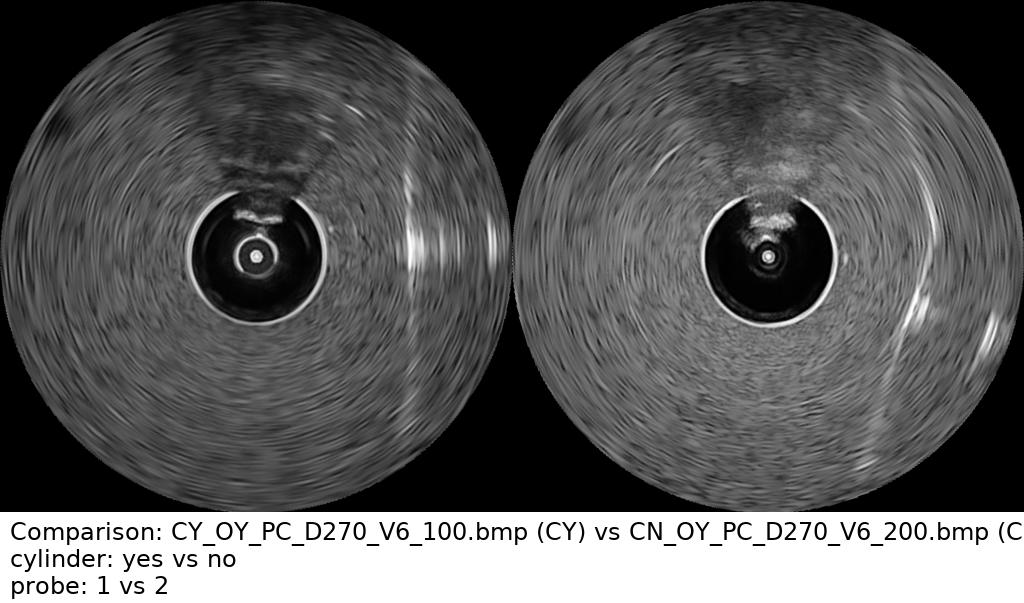 Comparison: CY_OY_PC_D270_V6_100.bmp (CY) vs CN_OY_PC_D270_V6_200.bmp (C
cylinder: yes vs no
probe: 1 vs 2